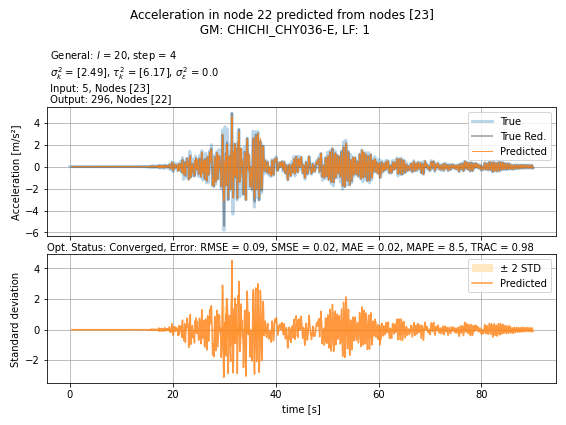 Acceleration in node 22 predicted from nodes [23]
GM: CHICHI_CHY036-E, LF: 1
General: l = 20, step = 4
σ²ₖ = [2.49], τ²ₖ = [6.17], σ²ε = 0.0
Input: 5, Nodes [23]
Output: 296, Nodes [22]
Acceleration [m/s²]
4
2
0
−2
−4
−6
True
True Red.
Predicted
Opt. Status: Converged, Error: RMSE = 0.09, SMSE = 0.02, MAE = 0.02, MAPE = 8.5, TRAC = 0.98
Standard deviation
4
2
0
−2
± 2 STD
Predicted
0 20 40 60 80
time [s]